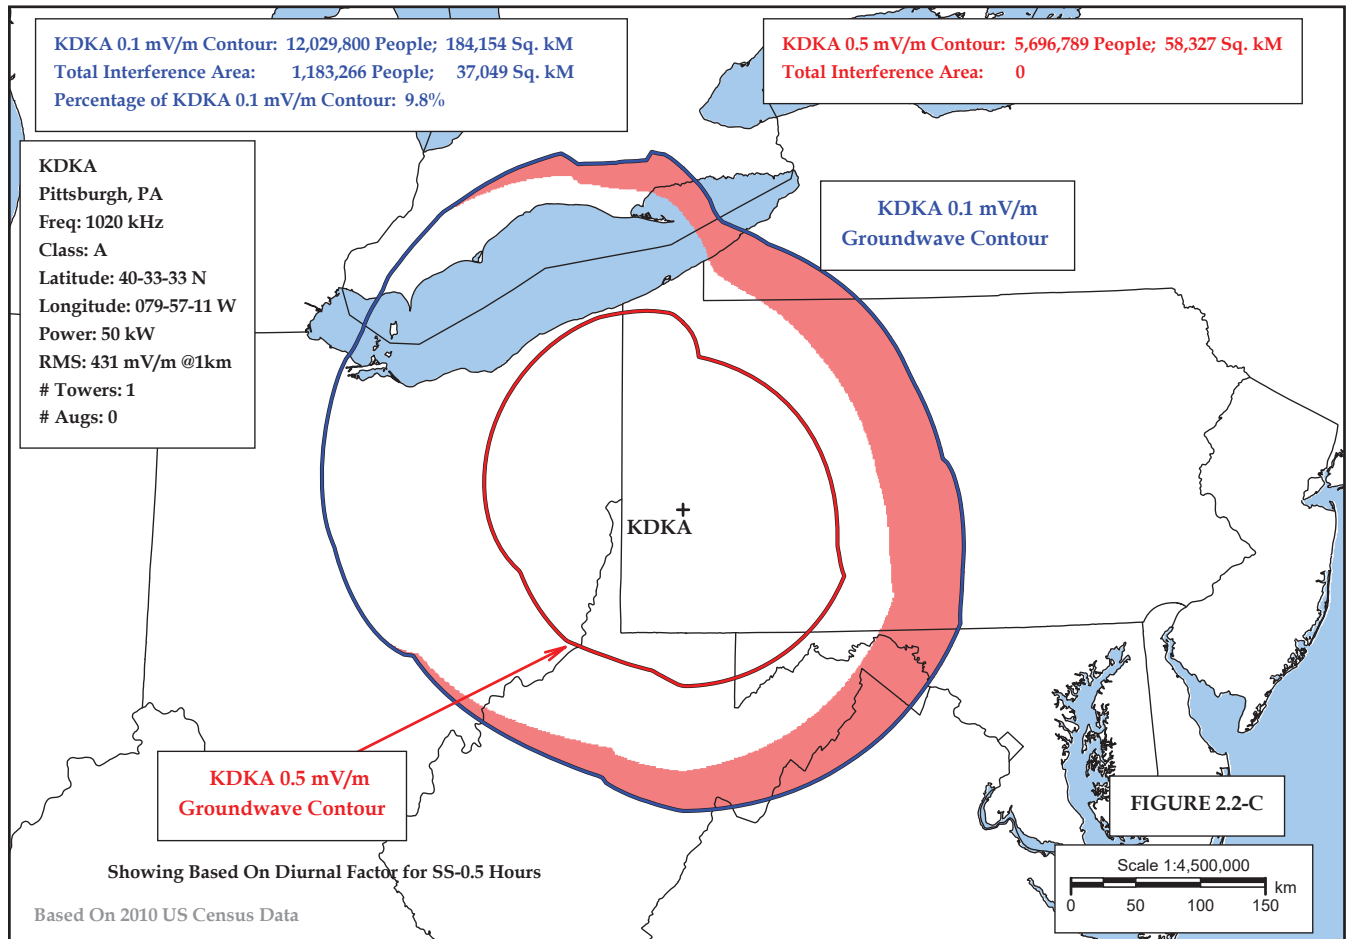 KDKA 0.1 mV/m Contour: 12,029,800 People; 184,154 Sq. kM
Total Interference Area: 1,183,266 People; 37,049 Sq. kM
Percentage of KDKA 0.1 mV/m Contour: 9.8%
KDKA 0.5 mV/m Contour: 5,696,789 People; 58,327 Sq. kM
Total Interference Area: 0
KDKA
Pittsburgh, PA
Freq: 1020 kHz
Class: A
Latitude: 40-33-33 N
Longitude: 079-57-11 W
Power: 50 kW
RMS: 431 mV/m @1km
# Towers: 1
# Augs: 0
KDKA 0.1 mV/m
Groundwave Contour
KDKA
KDKA 0.5 mV/m
Groundwave Contour
FIGURE 2.2-C
Showing Based On Diurnal Factor for SS-0.5 Hours
Based On 2010 US Census Data
Scale 1:4,500,000
km
0 50 100 150